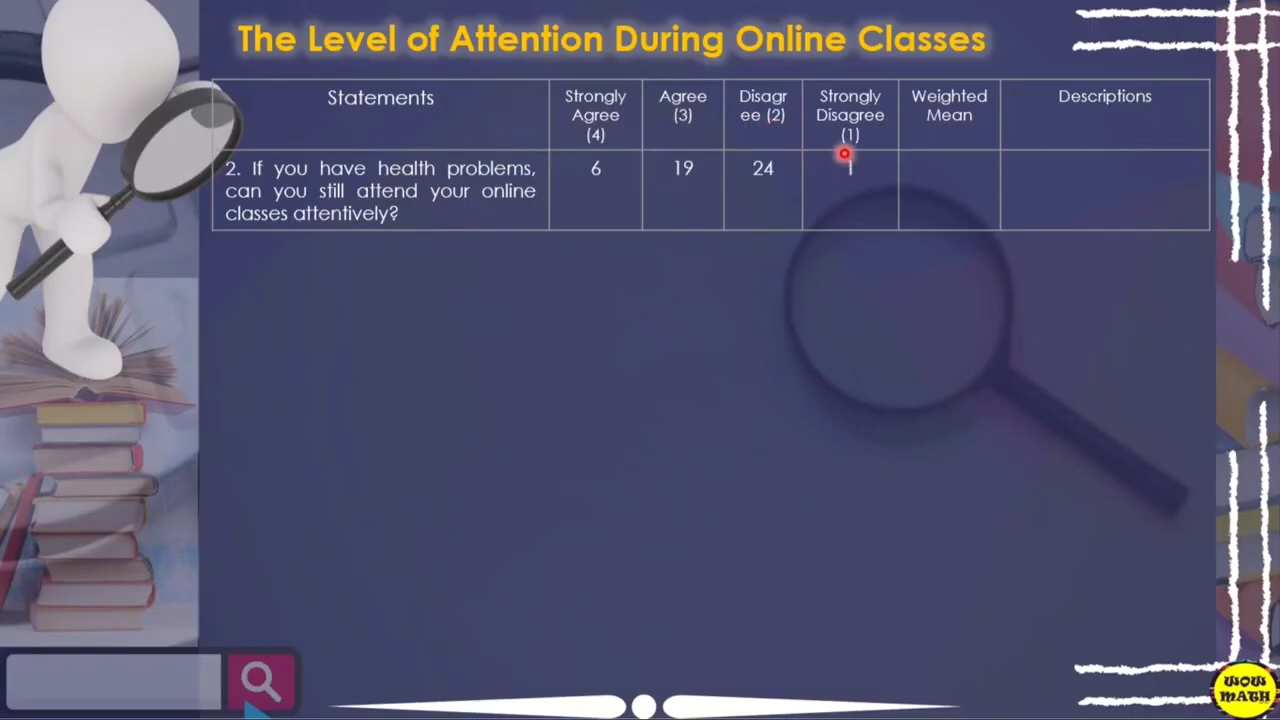 The Level of Attention During Online Classes
Statements
Strongly
Agree
(4)
Agree
(3)
Disagr
ee (2)
Strongly
Disagree
(1)
Weighted
Mean
Descriptions
2. If you have health problems,
can you still attend your online
classes attentively?
6
19
24
1
WOW
MATH